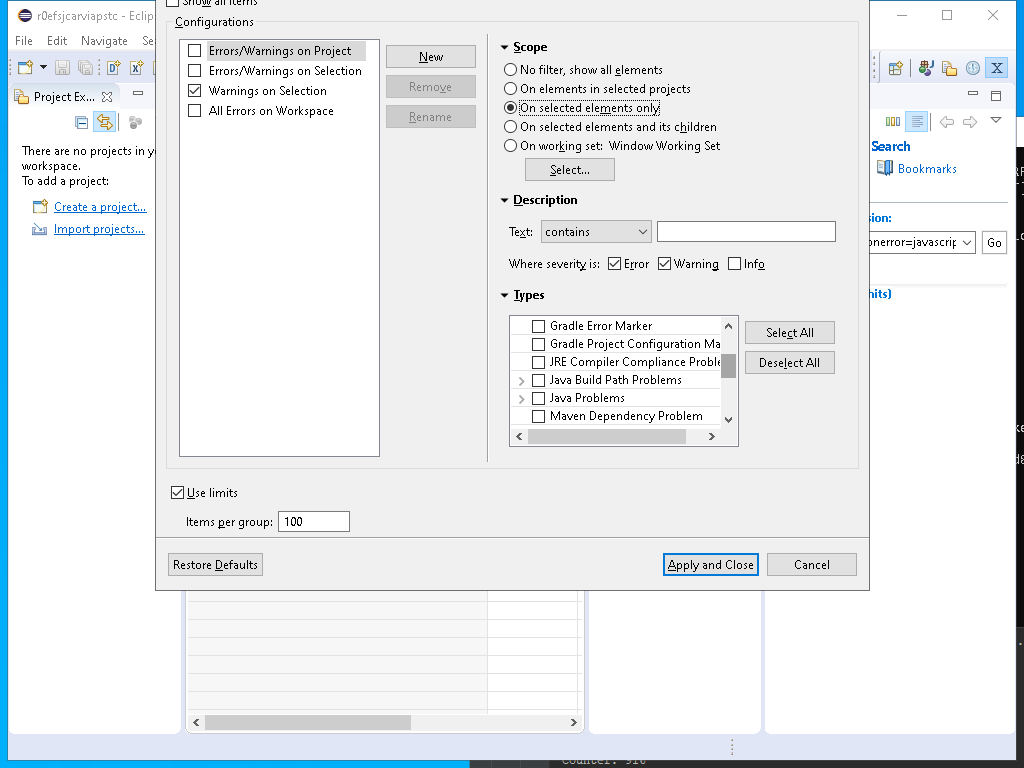 r0efsjcarviapstc - Eclip
Show all items
File Edit Navigate Se
Configurations
Errors/Warnings on Project
Errors/Warnings on Selection
Warnings on Selection
All Errors on Workspace
New
Remove
Rename
Scope
No filter, show all elements
On elements in selected projects
On selected elements only
On selected elements and its children
On working set: Window Working Set
Select...
Description
Text: contains
Where severity is: Error Warning Info
Types
Gradle Error Marker
Gradle Project Configuration Ma
JRE Compiler Compliance Proble
Java Build Path Problems
Java Problems
Maven Dependency Problem
Select All
Deselect All
Use limits
Items per group: 100
Restore Defaults
Apply and Close
Cancel
Project Ex...
There are no projects in y
workspace.
To add a project:
Create a project...
Import projects...
Search
Bookmarks
sion:
onerror=javascrip
Go
hits)